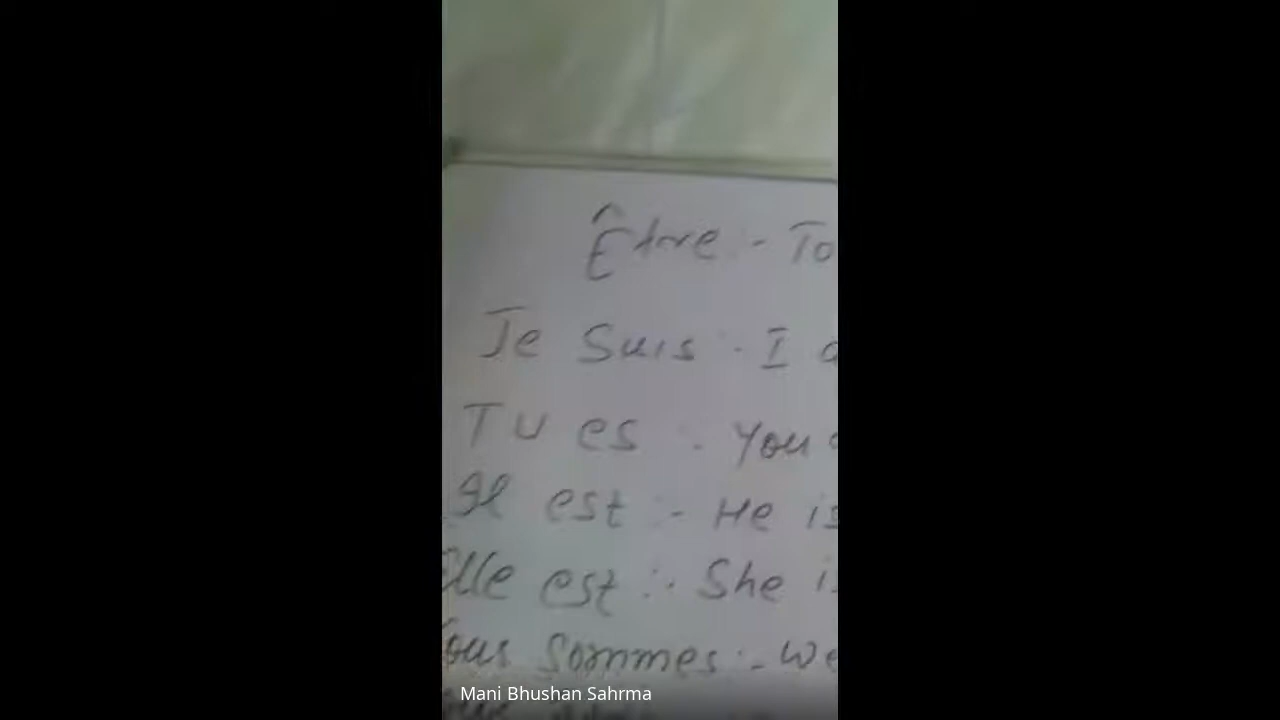 Être :- To
Je Suis :- I
Tu es :- You
Il est :- He is
Elle est :- She is
Sommes :- We
Mani Bhushan Sahrma